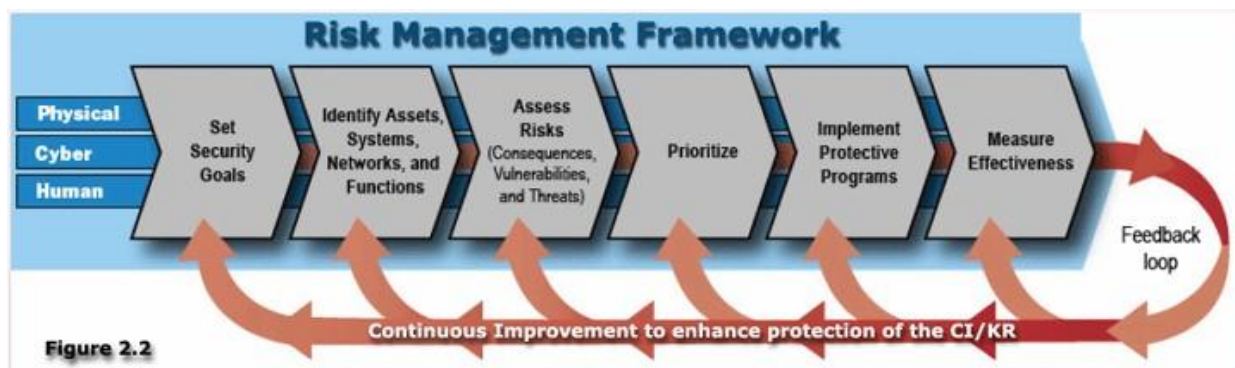 Risk Management Framework
Physical
Cyber
Human
Set
Security
Goals
Identify Assets,
Systems,
Networks, and
Functions
Assess
Risks
(Consequences,
Vulnerabilities,
and Threats)
Prioritize
Implement
Protective
Programs
Measure
Effectiveness
Feedback
loop
Continuous Improvement to enhance protection of the CI/KR
Figure 2.2